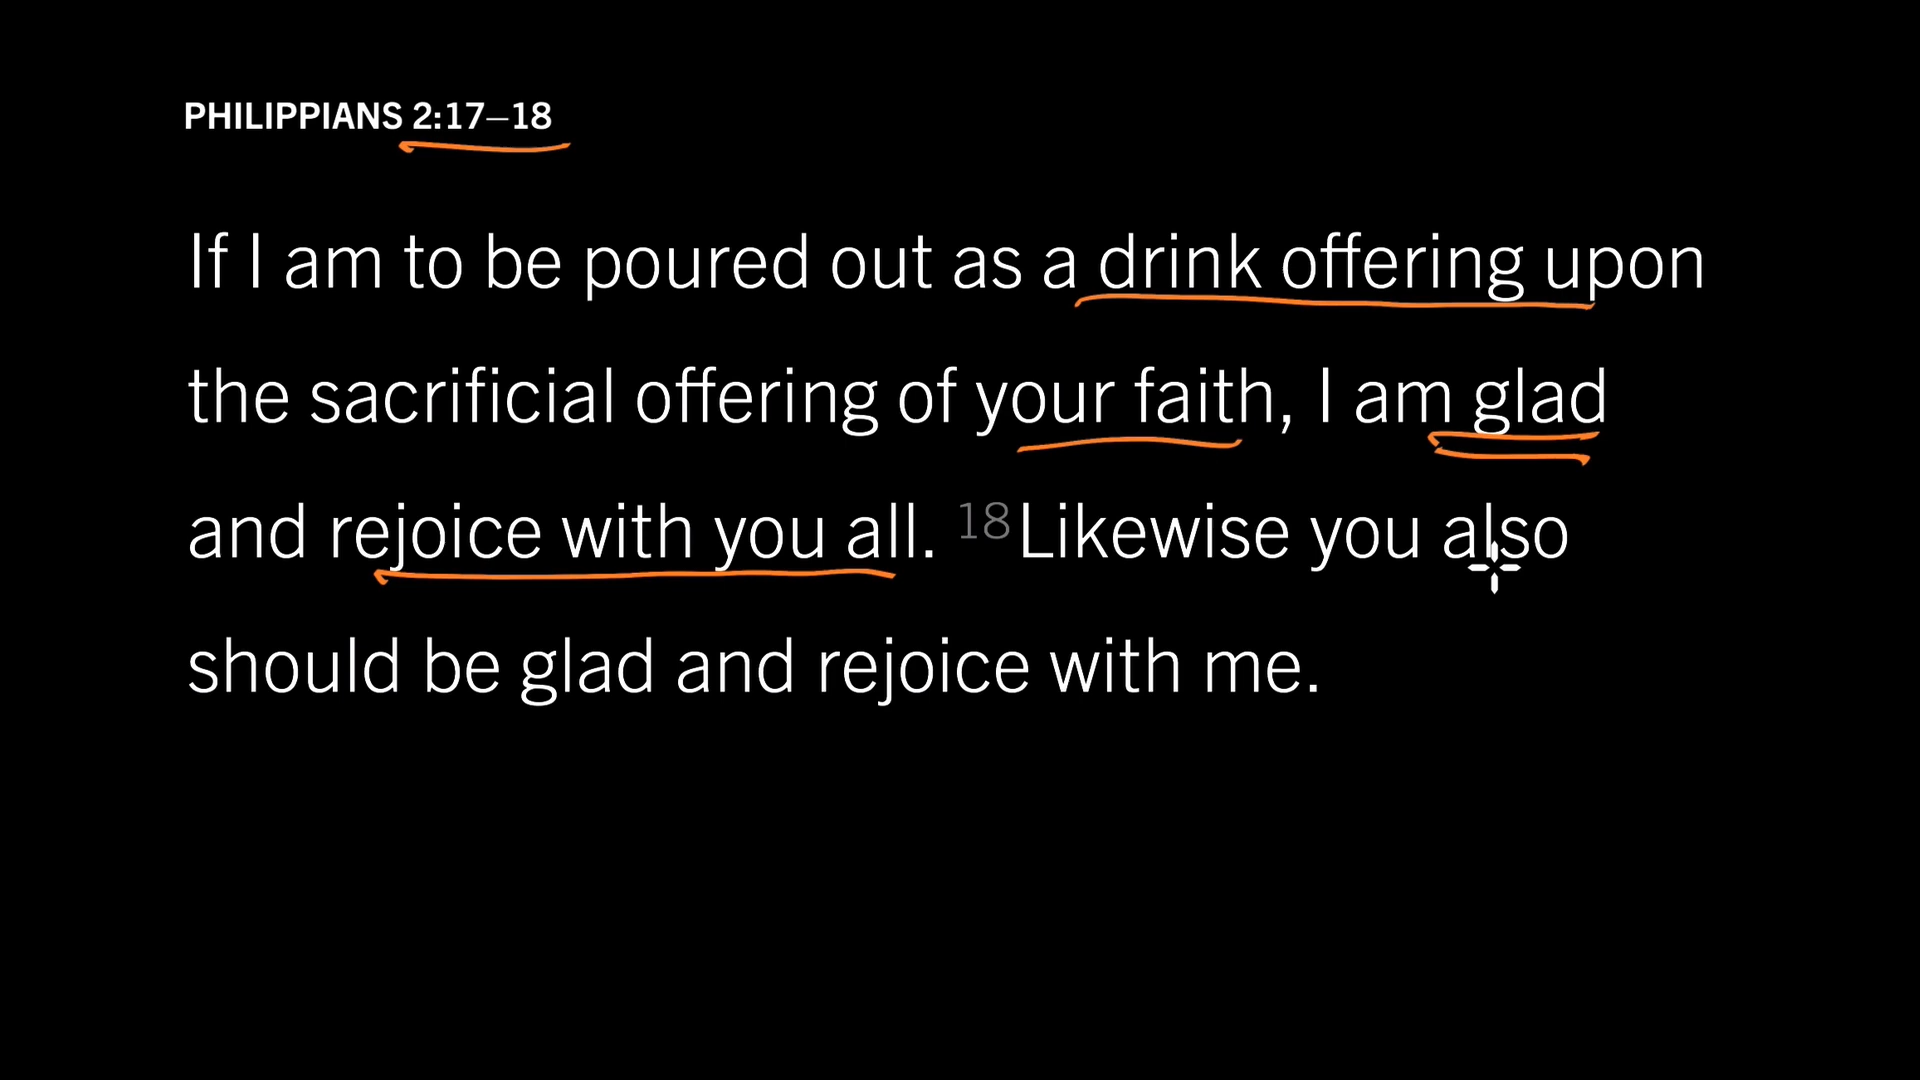 PHILIPPIANS 2:17–18
If I am to be poured out as a drink offering upon
the sacrificial offering of your faith, I am glad
and rejoice with you all. 18 Likewise you also
should be glad and rejoice with me.